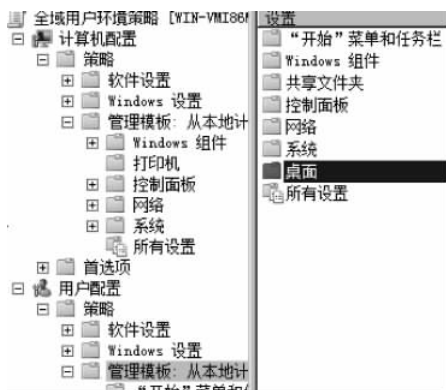 全域用户环境策略 [WIN-VMI86
计算机配置
策略
软件设置
Windows 设置
管理模板: 从本地计
Windows 组件
打印机
控制面板
网络
系统
所有设置
首选项
用户配置
策略
软件设置
Windows 设置
管理模板: 从本地计
“开始”菜单和
设置
“开始”菜单和任务栏
Windows 组件
共享文件夹
控制面板
网络
系统
桌面
所有设置